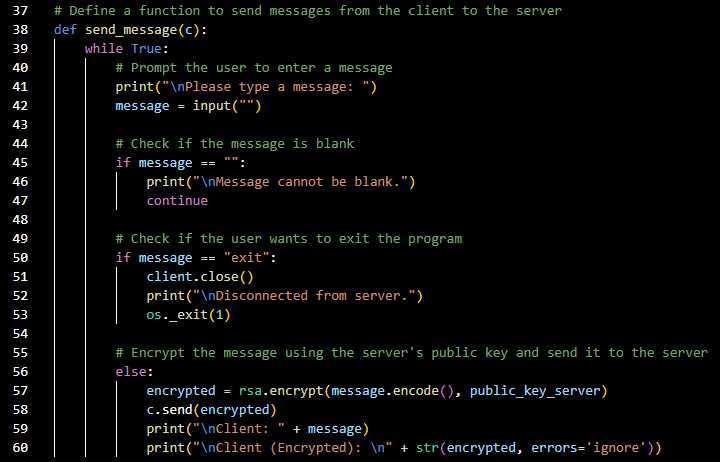 37 # Define a function to send messages from the client to the server
38 def send_message(c):
39     while True:
40         # Prompt the user to enter a message
41         print("\nPlease type a message: ")
42         message = input("")
43
44         # Check if the message is blank
45         if message == "":
46             print("\nMessage cannot be blank.")
47             continue
48
49         # Check if the user wants to exit the program
50         if message == "exit":
51             client.close()
52             print("\nDisconnected from server.")
53             os._exit(1)
54
55         # Encrypt the message using the server's public key and send it to the server
56         else:
57             encrypted = rsa.encrypt(message.encode(), public_key_server)
58             c.send(encrypted)
59             print("\nClient: " + message)
60             print("\nClient (Encrypted): \n" + str(encrypted, errors='ignore'))